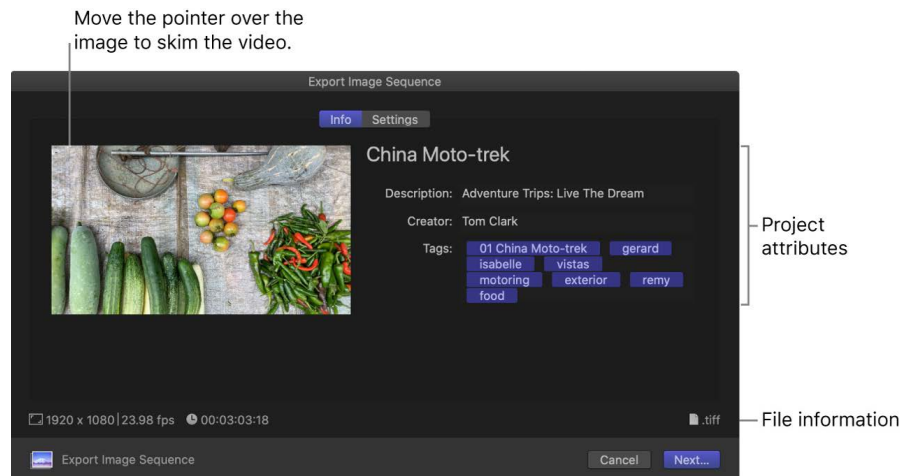 Move the pointer over the
image to skim the video.
Export Image Sequence
Info Settings
China Moto-trek
Description: Adventure Trips: Live The Dream
Creator: Tom Clark
Tags: 01 China Moto-trek gerard
isabelle vistas
motoring exterior remy
food
Project
attributes
1920 x 1080 | 23.98 fps 00:03:03:18 .tiff
File information
Export Image Sequence Cancel Next...